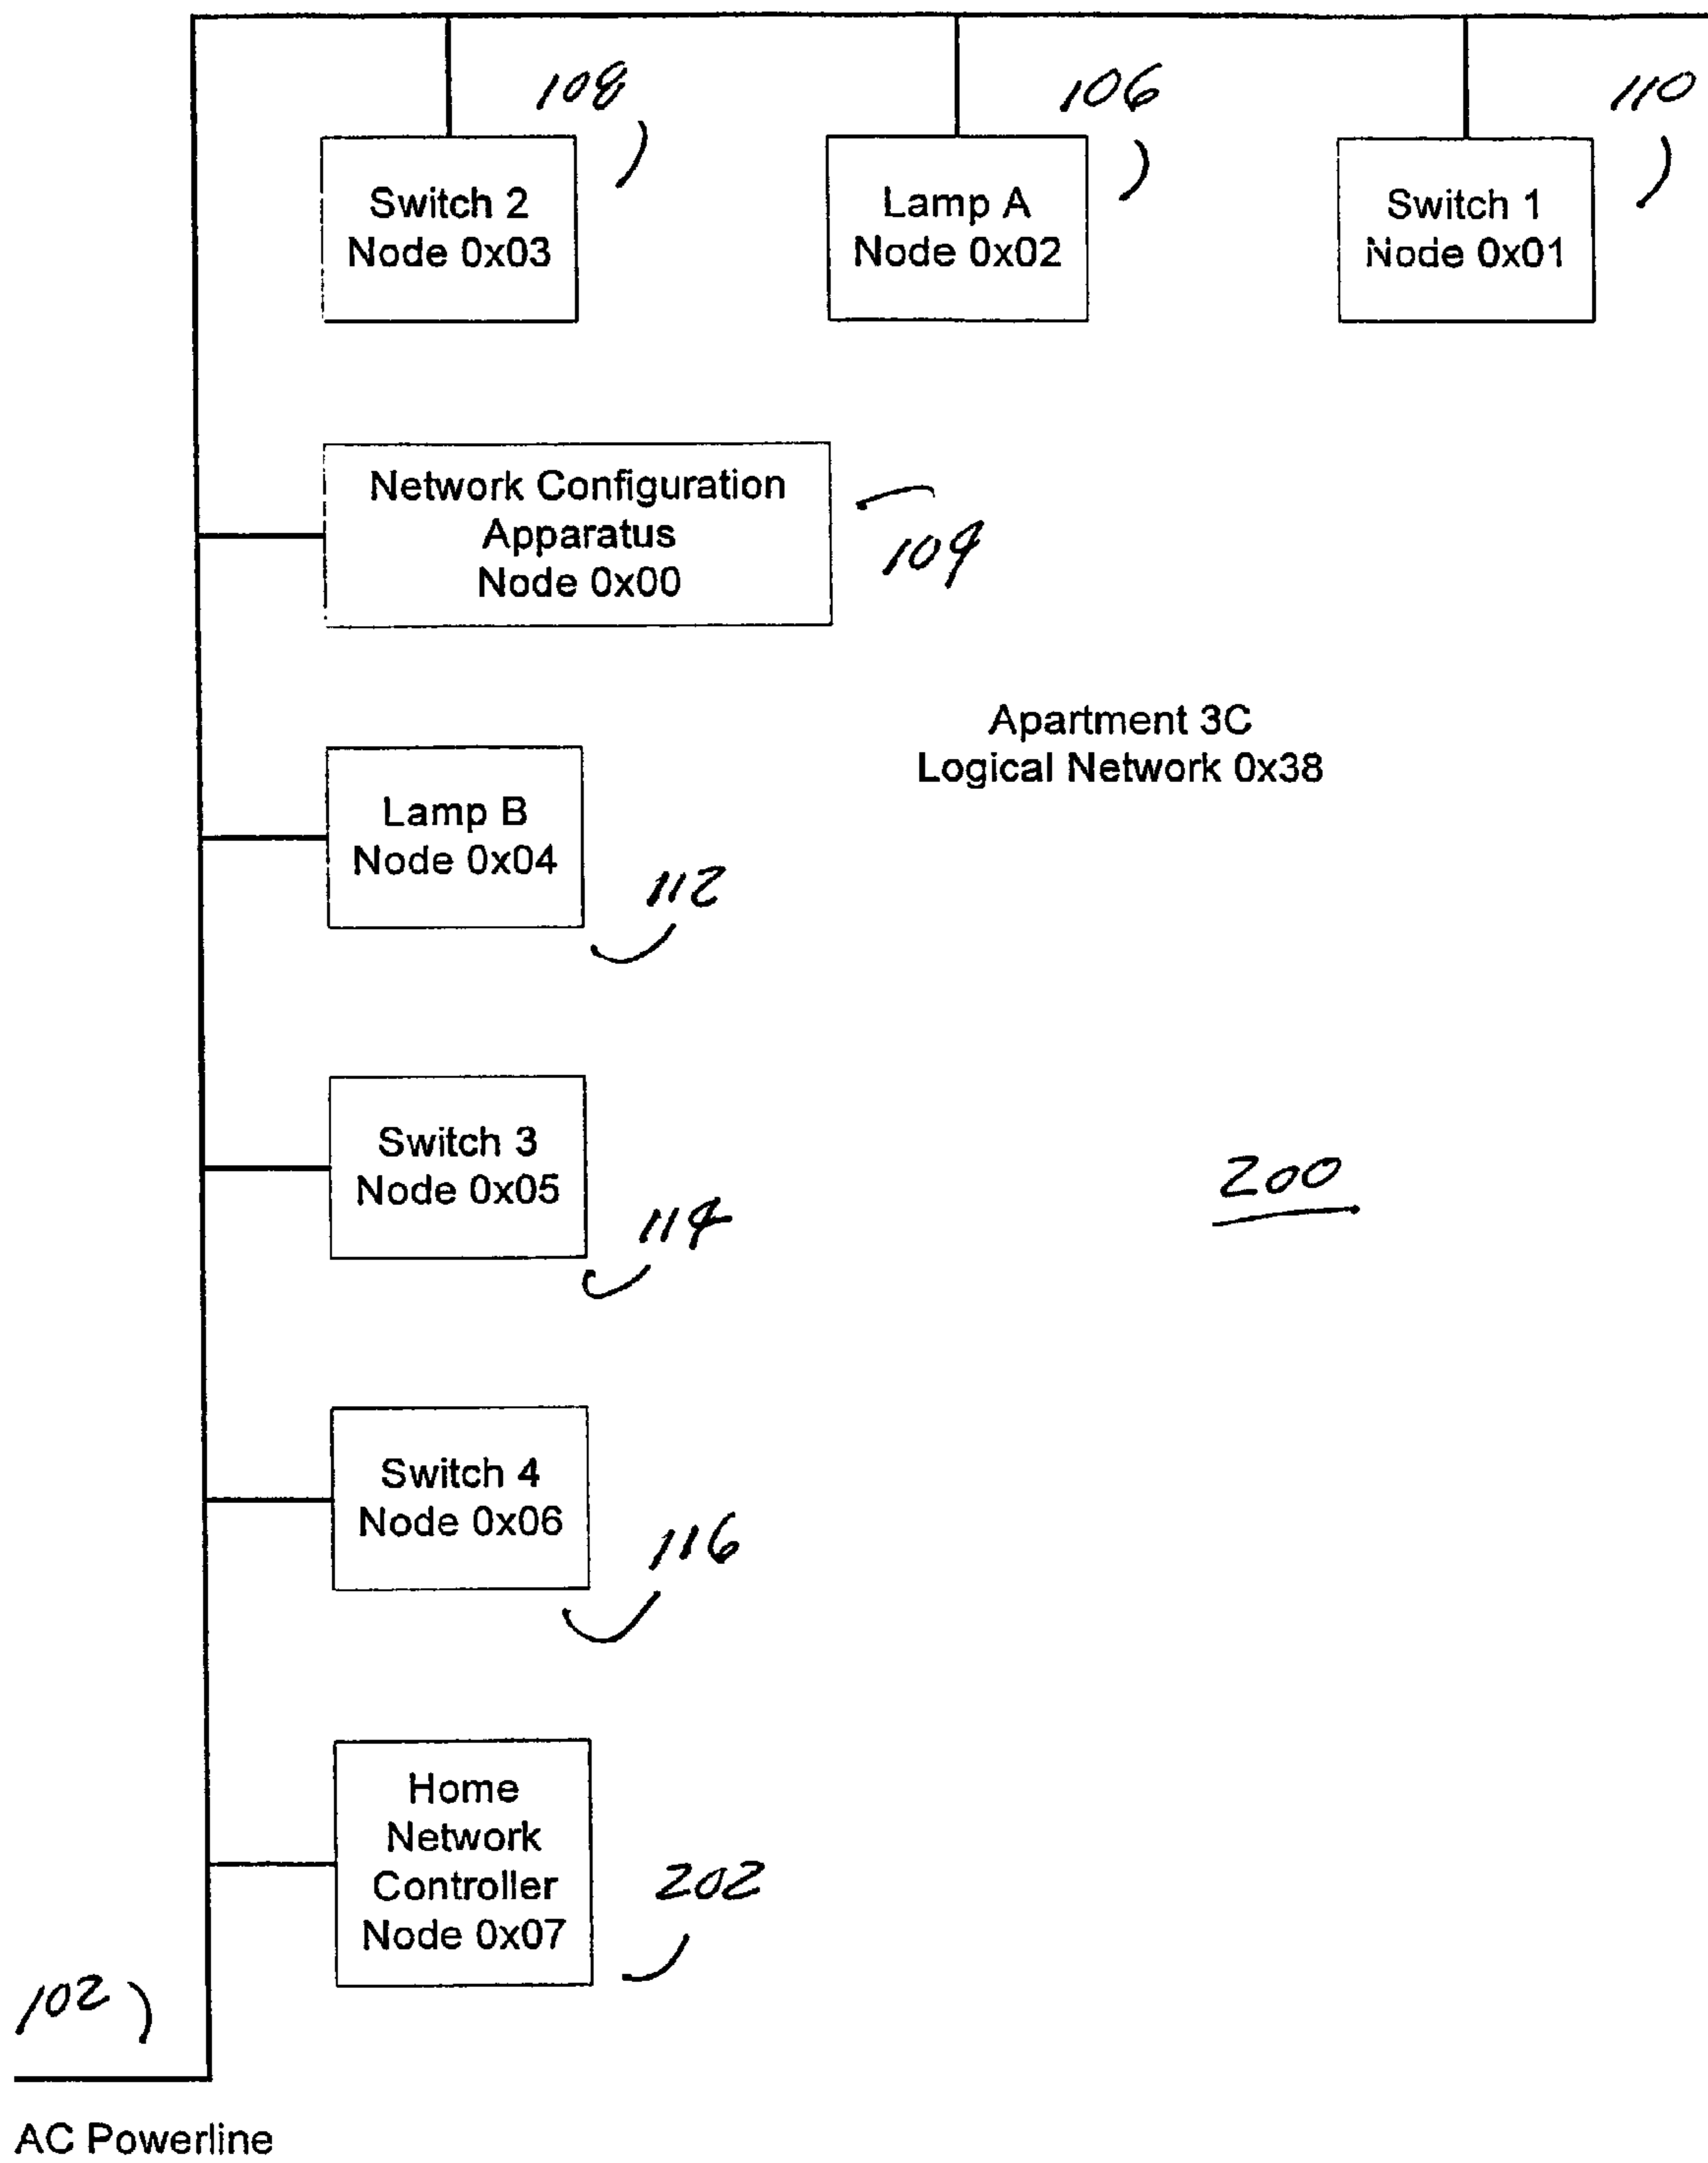 108
106
110
Switch 2
Node 0x03
Lamp A
Node 0x02
Switch 1
Node 0x01
Network Configuration
Apparatus
Node 0x00
104
Apartment 3C
Logical Network 0x38
Lamp B
Node 0x04
112
Switch 3
Node 0x05
114
200
Switch 4
Node 0x06
116
Home
Network
Controller
Node 0x07
202
102
AC Powerline